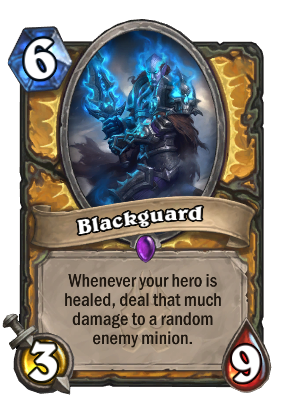 6
Blackguard
Whenever your hero is
healed, deal that much
damage to a random
enemy minion.
3
9